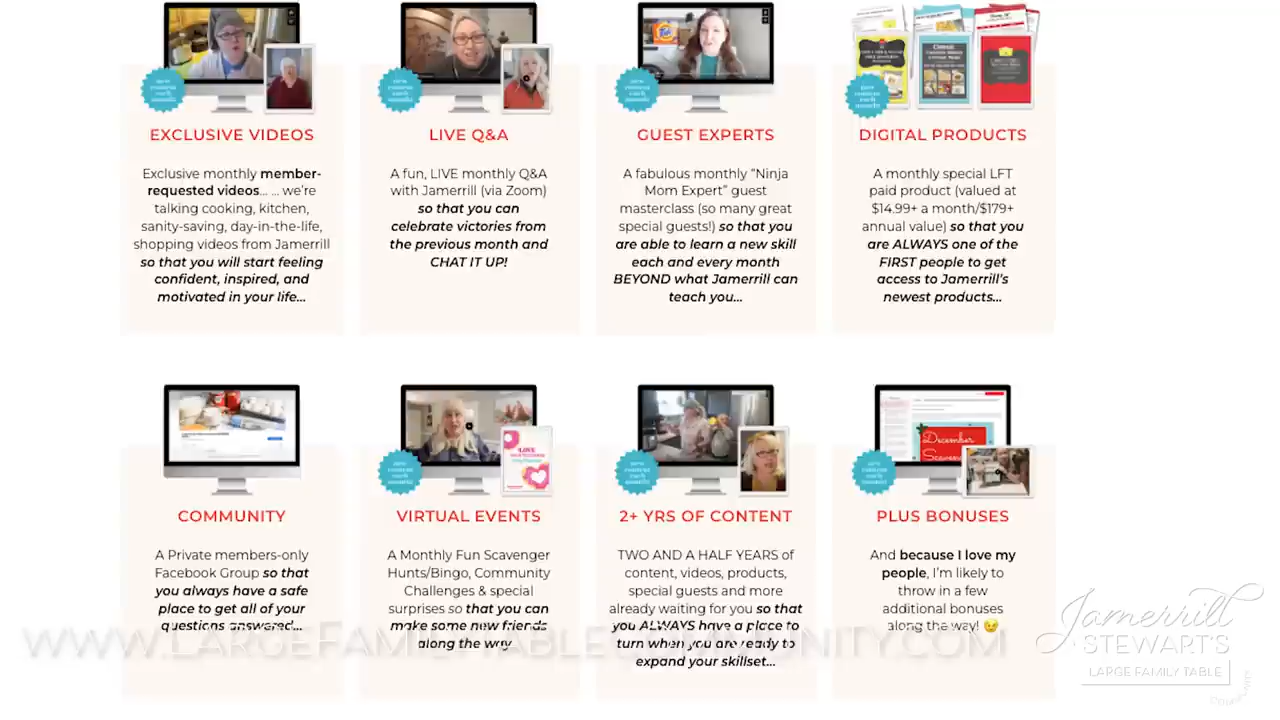 EXCLUSIVE VIDEOS
Exclusive monthly member-
requested videos... ... we're
talking cooking, kitchen,
sanity-saving, day-in-the-life,
shopping videos from Jamerrill
so that you will start feeling
confident, inspired, and
motivated in your life...
LIVE Q&A
A fun, LIVE monthly Q&A
with Jamerrill (via Zoom)
so that you can
celebrate victories from
the previous month and
CHAT IT UP!
GUEST EXPERTS
A fabulous monthly "Ninja
Mom Expert" guest
masterclass (so many great
special guests!) so that you
are able to learn a new skill
each and every month
BEYOND what Jamerrill can
teach you...
DIGITAL PRODUCTS
A monthly special LFT
paid product (valued at
$14.99+ a month/$179+
annual value) so that you
are ALWAYS one of the
FIRST people to get
access to Jamerrill's
newest products...
December
COMMUNITY
A Private members-only
Facebook Group so that
you always have a safe
place to get all of your
questions answered...
VIRTUAL EVENTS
A Monthly Fun Scavenger
Hunts/Bingo, Community
Challenges & special
surprises so that you can
make some new friends
along the way...
2+ YRS OF CONTENT
TWO AND A HALF YEARS of
content, videos, products,
special guests and more
already waiting for you so that
you ALWAYS have a place to
turn when you are ready to
expand your skillset...
PLUS BONUSES
And because I love my
people, I'm likely to
throw in a few
additional bonuses
along the way! 😉
WWW.LARGEFAMILYTABLECOMMUNITY.COM
Jamerrill
STEWART'S
LARGE FAMILY TABLE